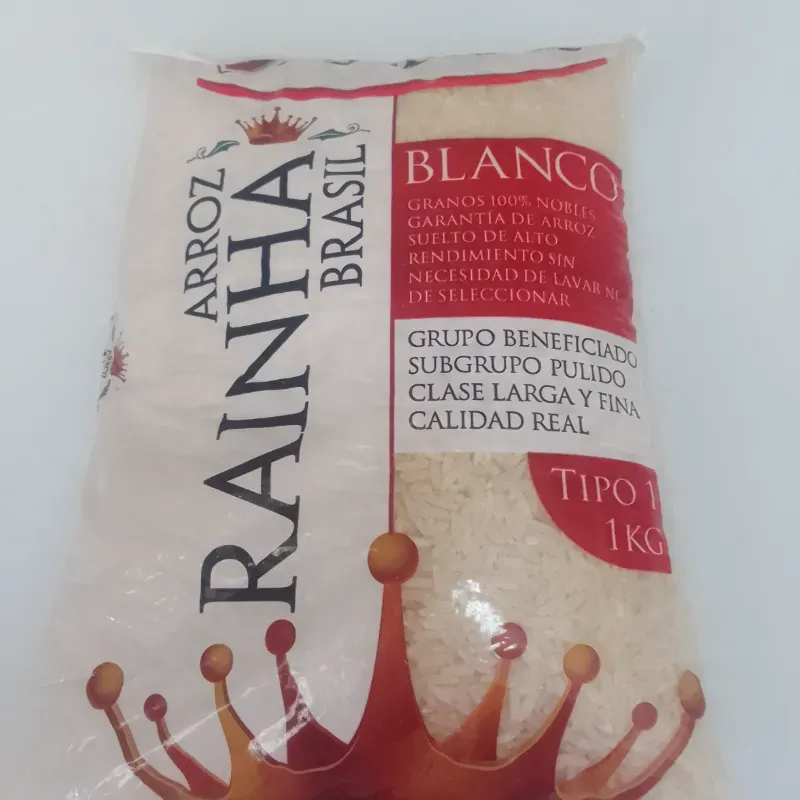 ARROZ
RAINHA
BRASIL
BLANCO
GRANOS 100% NOBLES
GARANTÍA DE ARROZ
SUELTO DE ALTO
RENDIMIENTO SIN
NECESIDAD DE LAVAR NI
DE SELECCIONAR
GRUPO BENEFICIADO
SUBGRUPO PULIDO
CLASE LARGA Y FINA
CALIDAD REAL
TIPO 1
1KG